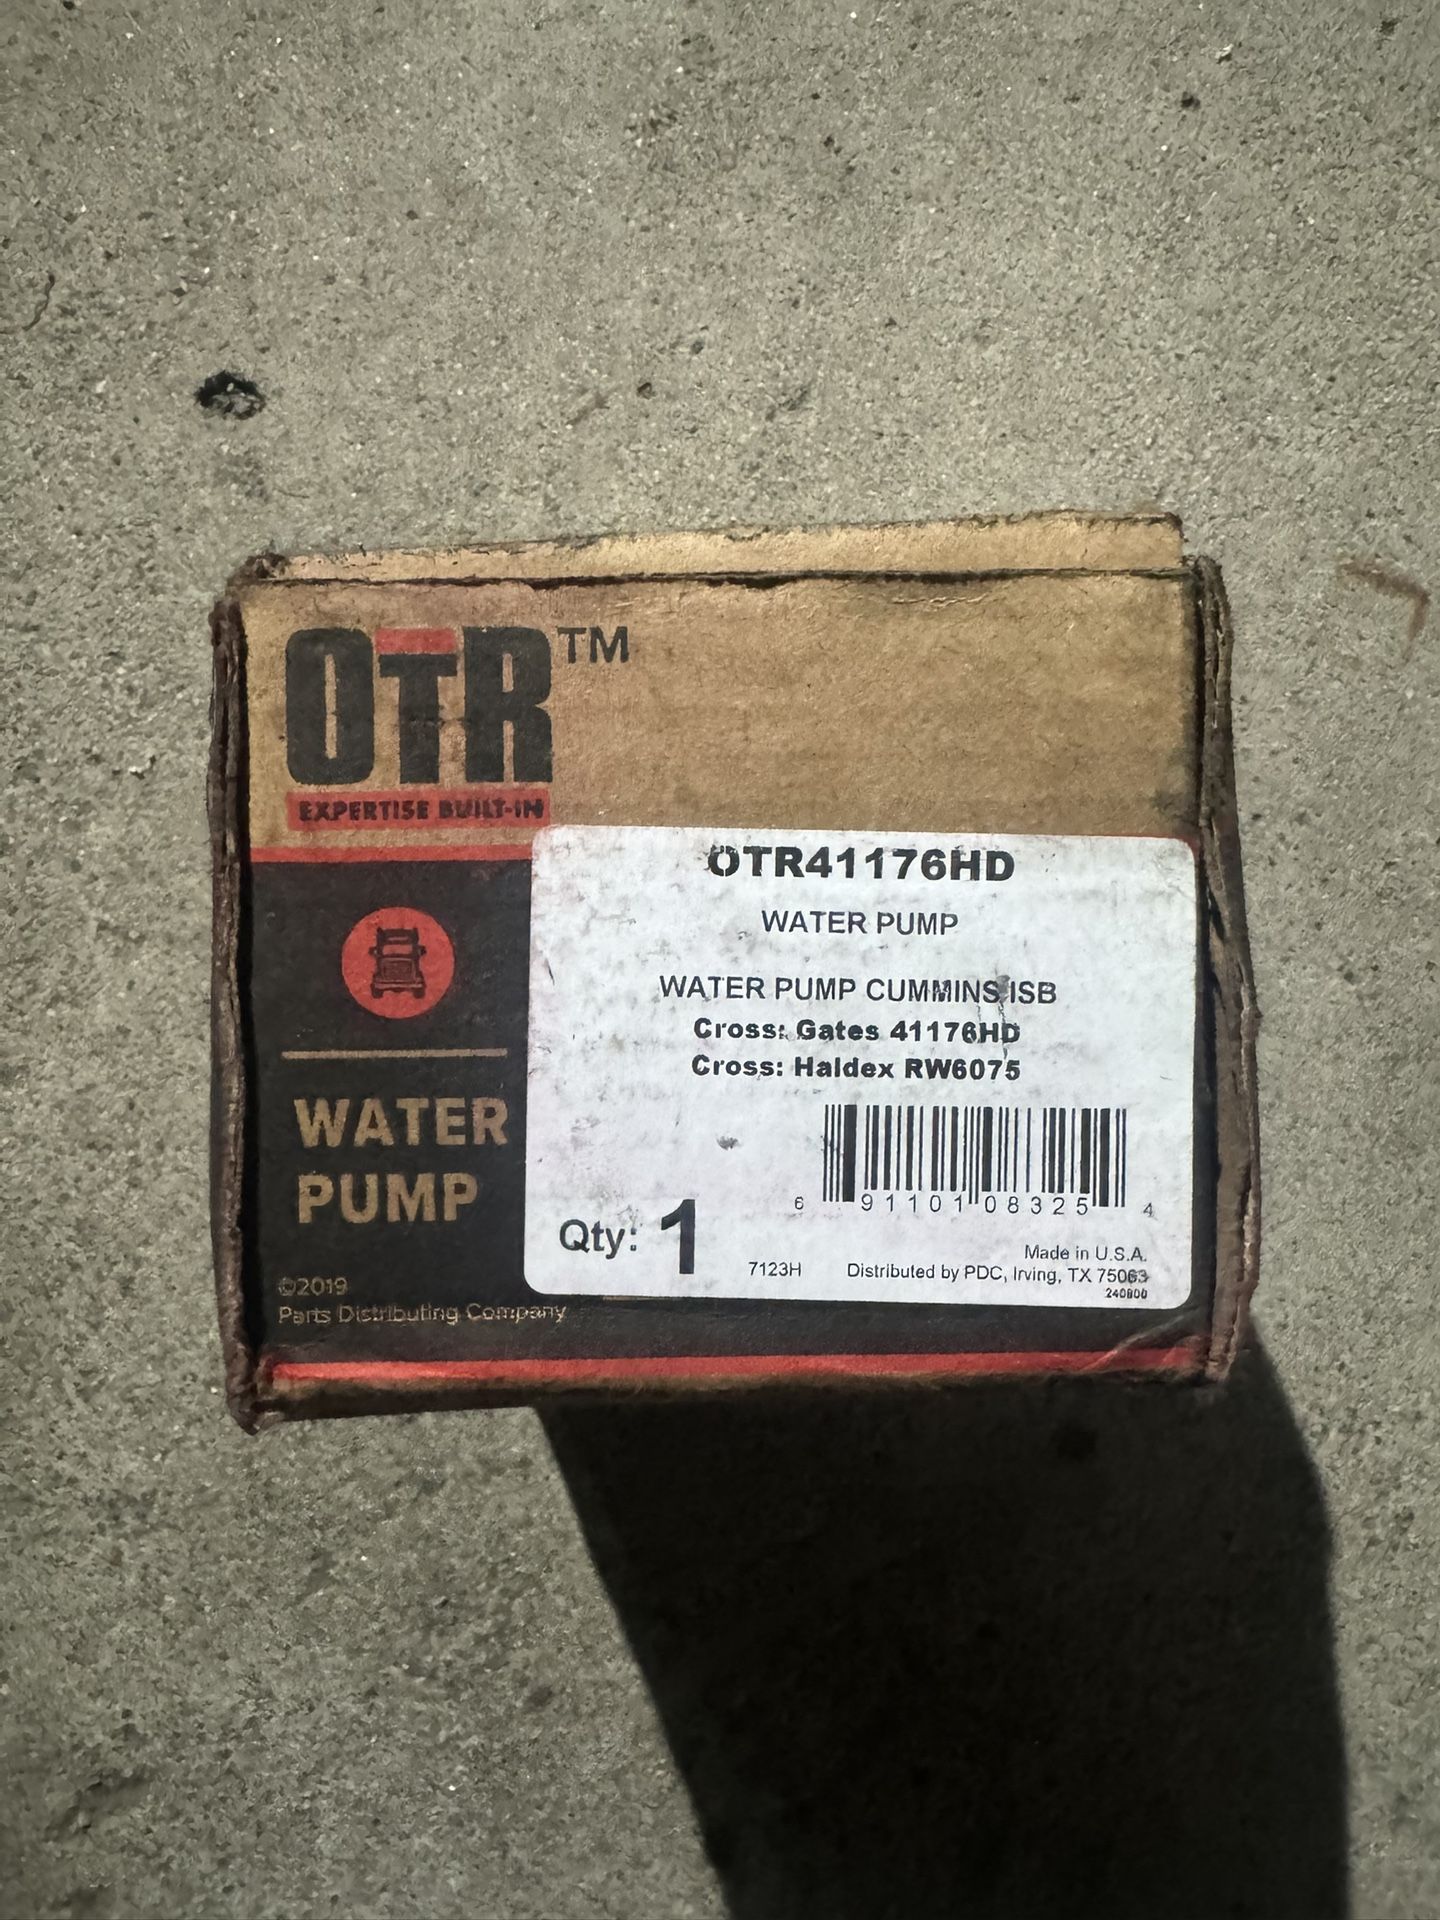 OTR™
EXPERTISE BUILT-IN
OTR41176HD
WATER PUMP
WATER PUMP CUMMINS ISB
Cross: Gates 41176HD
Cross: Haldex RW6075
6 91101 08325 4
Qty: 1
7123H
Made in U.S.A.
Distributed by PDC, Irving, TX 75063
240800
WATER
PUMP
©2019
Parts Distributing Company